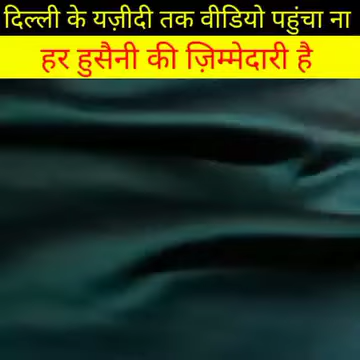 दिल्ली के यज़ीदी तक वीडियो पहुंचा ना
हर हुसैनी की ज़िम्मेदारी है